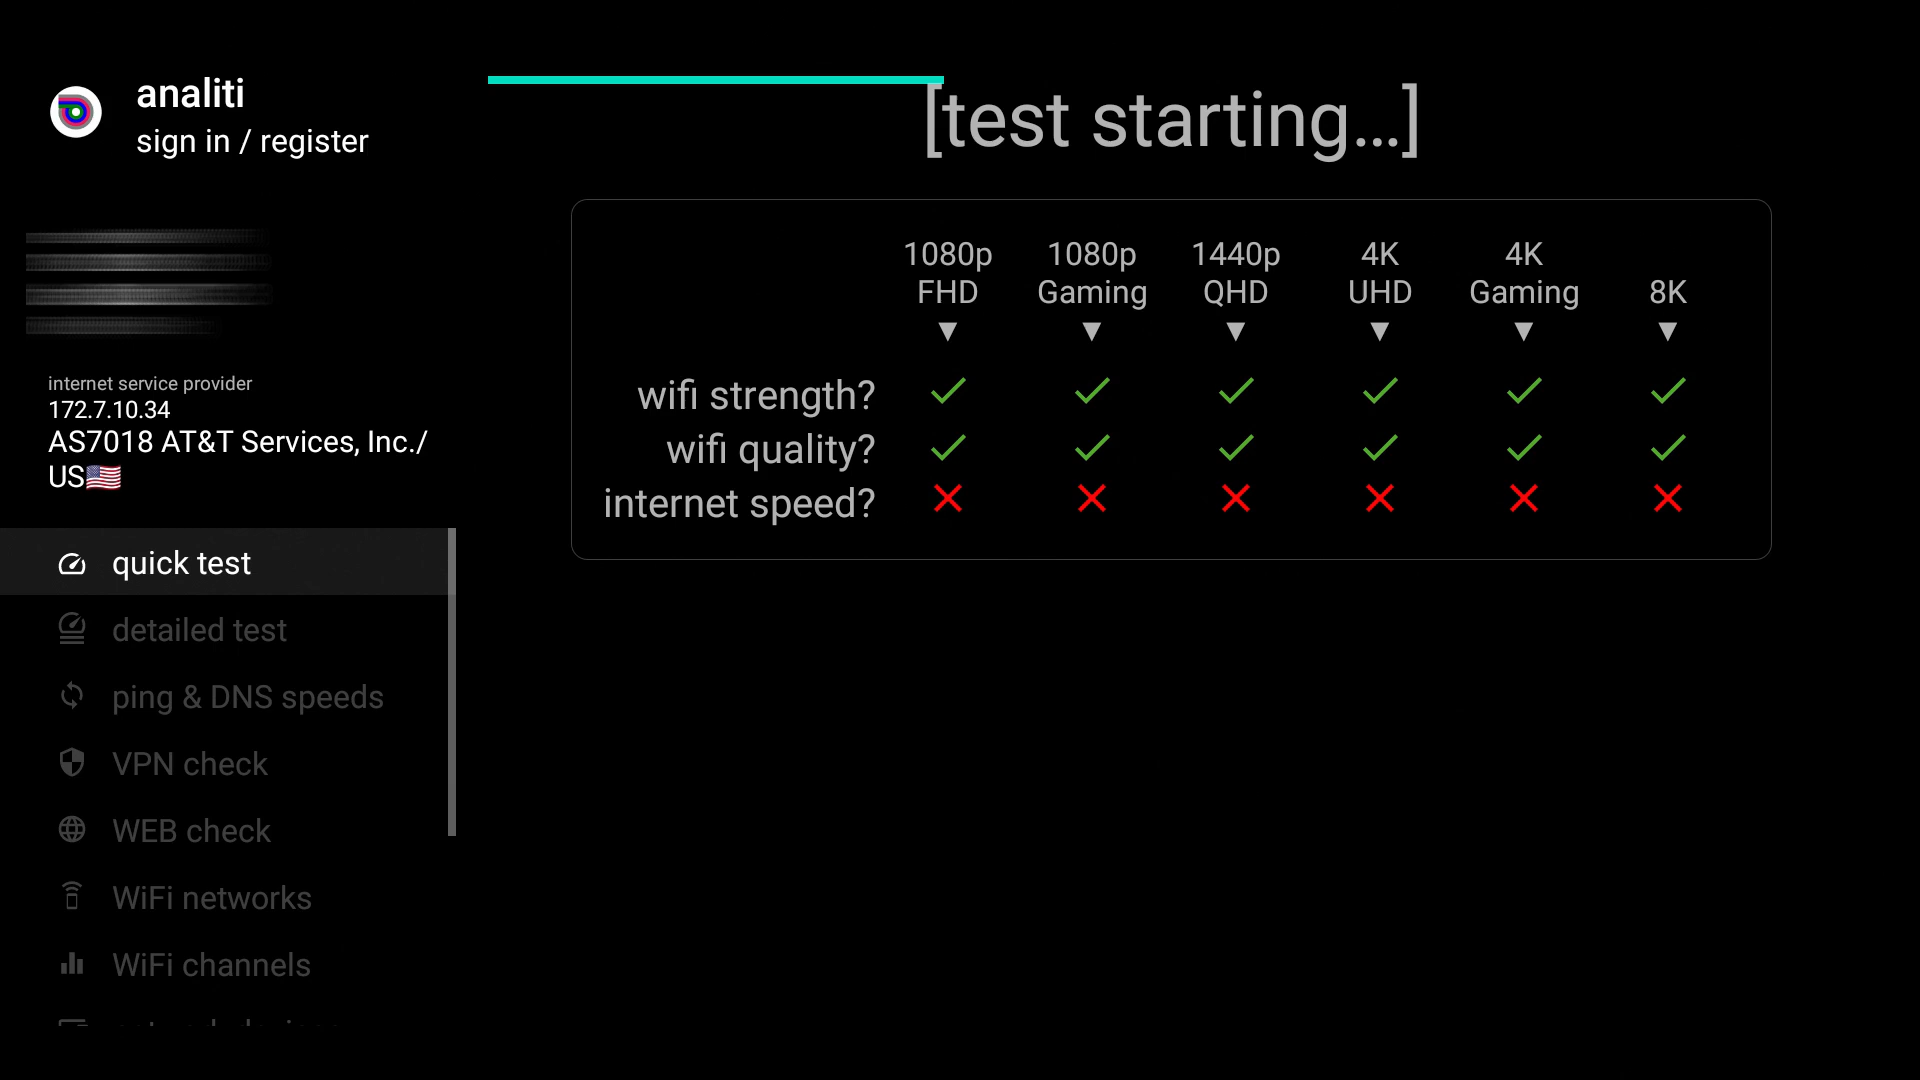 analiti
sign in / register
internet service provider
172.7.10.34
AS7018 AT&T Services, Inc./
US
quick test
detailed test
ping & DNS speeds
VPN check
WEB check
WiFi networks
WiFi channels
[test starting...]
1080p FHD
1080p Gaming
1440p QHD
4K UHD
4K Gaming
8K
wifi strength?
wifi quality?
internet speed?